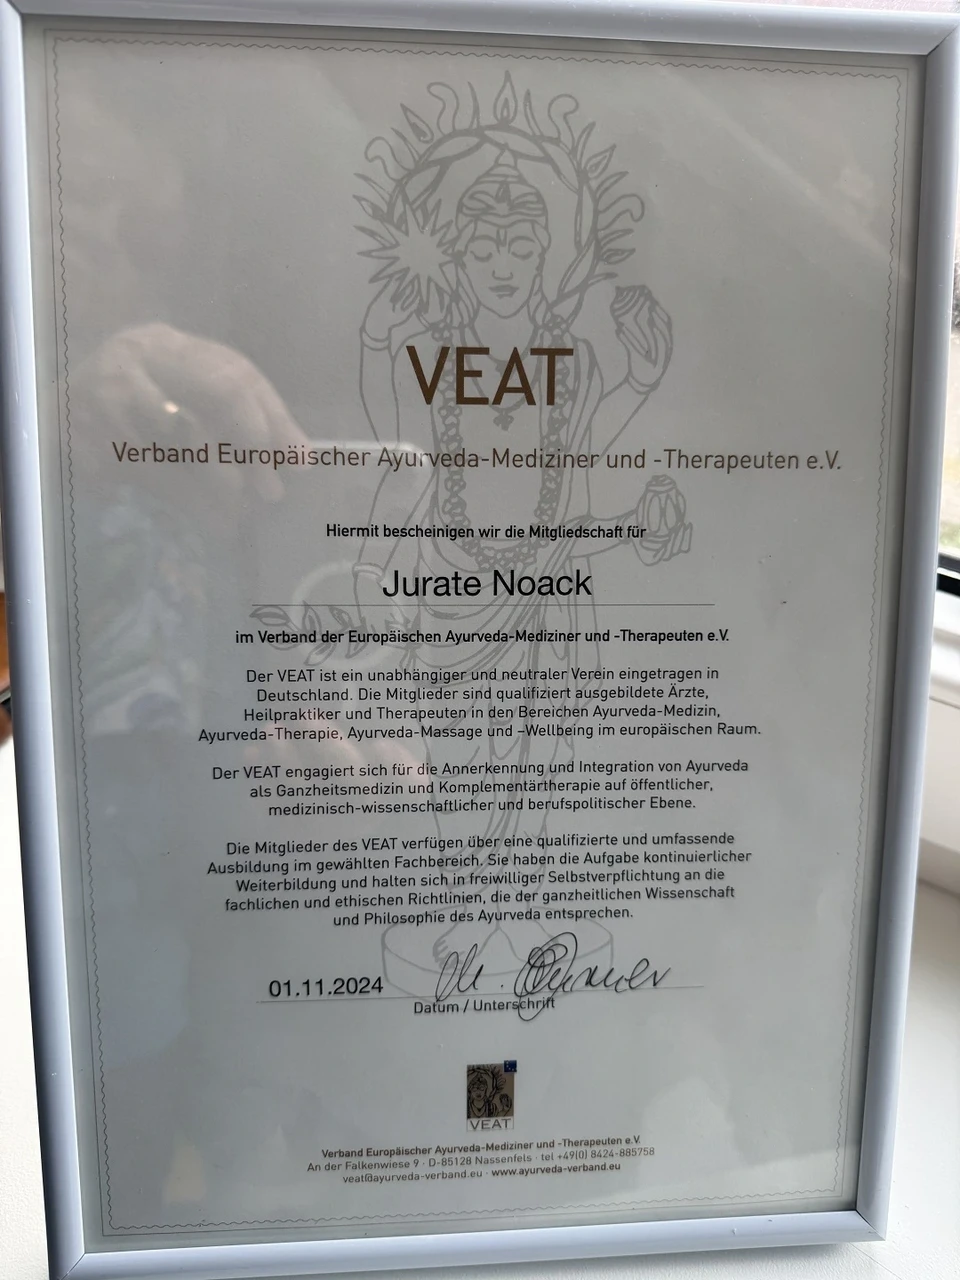 VEAT
Verband Europäischer Ayurveda-Mediziner und -Therapeuten e.V.
Hiermit bescheinigen wir die Mitgliedschaft für
Jurate Noack
im Verband der Europäischen Ayurveda-Mediziner und -Therapeuten e.V.
Der VEAT ist ein unabhängiger und neutraler Verein eingetragen in
Deutschland. Die Mitglieder sind qualifiziert ausgebildete Ärzte,
Heilpraktiker und Therapeuten in den Bereichen Ayurveda-Medizin,
Ayurveda-Therapie, Ayurveda-Massage und –Wellbeing im europäischen Raum.
Der VEAT engagiert sich für die Annerkennung und Integration von Ayurveda
als Ganzheitsmedizin und Komplementärtherapie auf öffentlicher,
medizinisch-wissenschaftlicher und berufspolitischer Ebene.
Die Mitglieder des VEAT verfügen über eine qualifizierte und umfassende
Ausbildung im gewählten Fachbereich. Sie haben die Aufgabe kontinuierlicher
Weiterbildung und halten sich in freiwilliger Selbstverpflichtung an die
fachlichen und ethischen Richtlinien, die der ganzheitlichen Wissenschaft
und Philosophie des Ayurveda entsprechen.
01.11.2024
Datum / Unterschrift
VEAT
Verband Europäischer Ayurveda-Mediziner und -Therapeuten e.V.
An der Falkenwiese 9 · D-85128 Nassenfels · tel +49(0) 8424-885758
veat@ayurveda-verband.eu · www.ayurveda-verband.eu